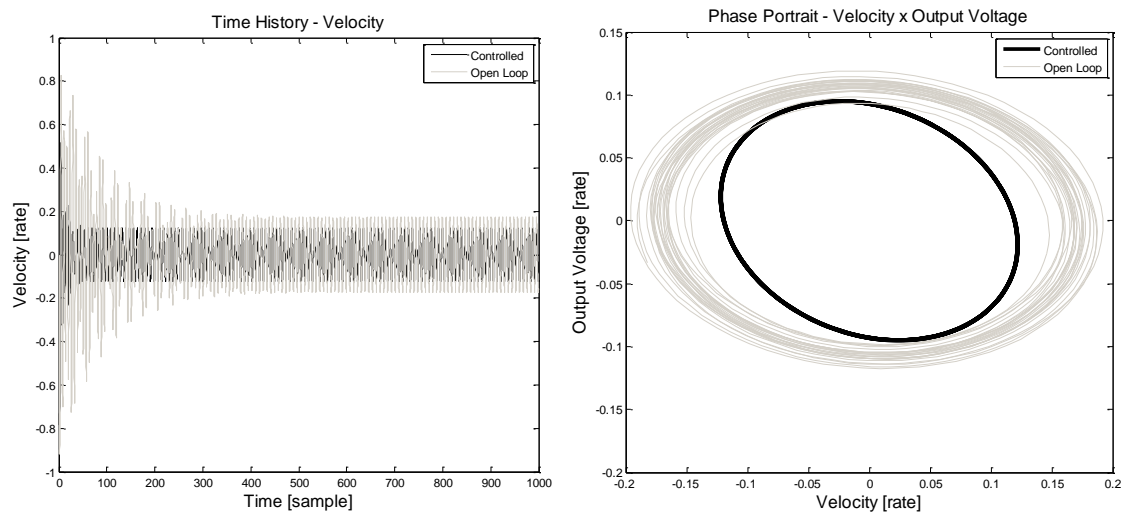 Time History - Velocity
1
0.8
0.6
0.4
0.2
0
-0.2
-0.4
-0.6
-0.8
-1
Velocity [rate]
Controlled
Open Loop
0 100 200 300 400 500 600 700 800 900 1000
Time [sample]
Phase Portrait - Velocity x Output Voltage
0.15
0.1
0.05
0
-0.05
-0.1
-0.15
-0.2
Output Voltage [rate]
Controlled
Open Loop
-0.2 -0.15 -0.1 -0.05 0 0.05 0.1 0.15 0.2
Velocity [rate]